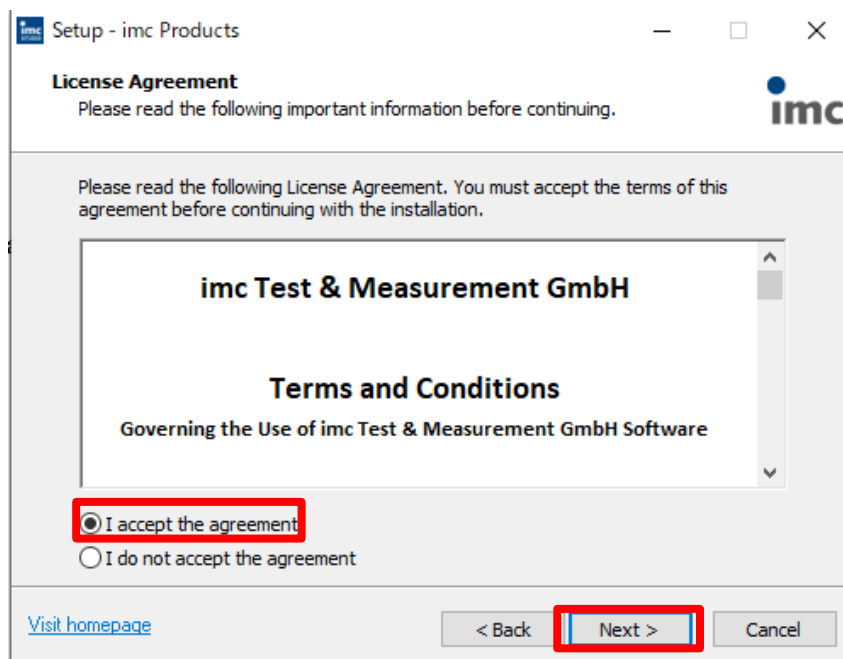 imc
STUDIO
Setup - imc Products
License Agreement
Please read the following important information before continuing.
imc
Please read the following License Agreement. You must accept the terms of this
agreement before continuing with the installation.
imc Test & Measurement GmbH
Terms and Conditions
Governing the Use of imc Test & Measurement GmbH Software
I accept the agreement
I do not accept the agreement
Visit homepage
< Back
Next >
Cancel